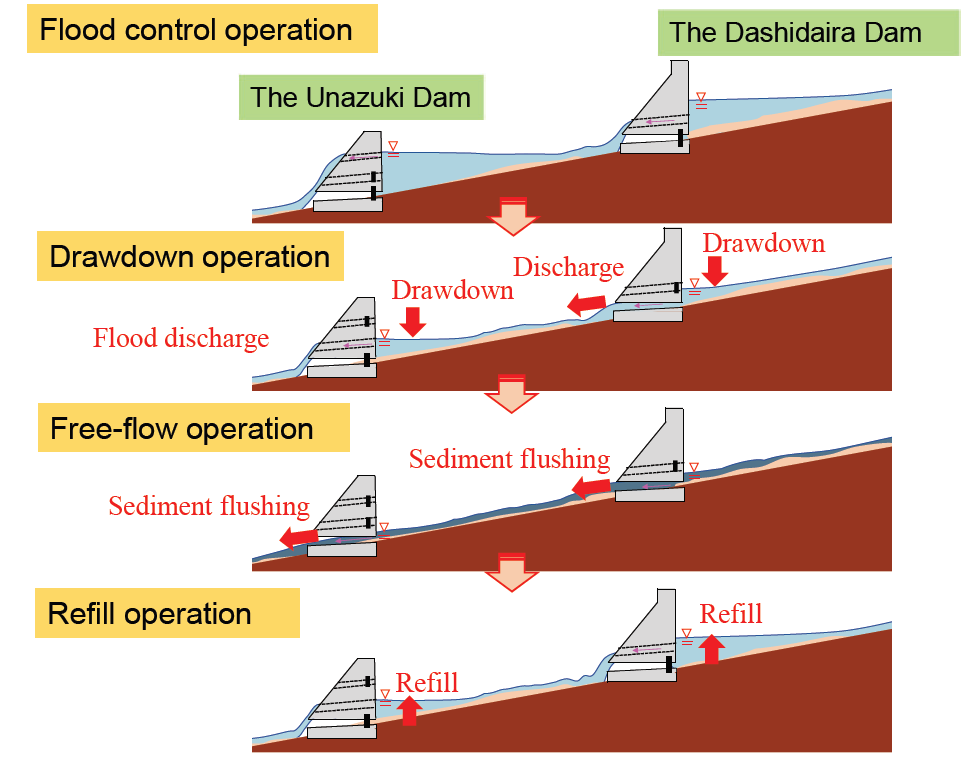 Flood control operation
The Dashidaira Dam
The Unazuki Dam
Drawdown operation
Drawdown
Discharge
Drawdown
Flood discharge
Free-flow operation
Sediment flushing
Sediment flushing
Refill operation
Refill
Refill